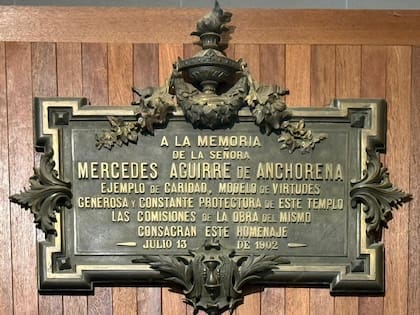 A LA MEMORIA
DE LA SEÑORA
MERCEDES AGUIRRE DE ANCHORENA
EJEMPLO DE CARIDAD, MODELO DE VIRTUDES
GENEROSA Y CONSTANTE PROTECTORA DE ESTE TEMPLO
LAS COMISIONES DE LA OBRA DEL MISMO
CONSACRAN ESTE HOMENAJE
JULIO 13 DE 1902